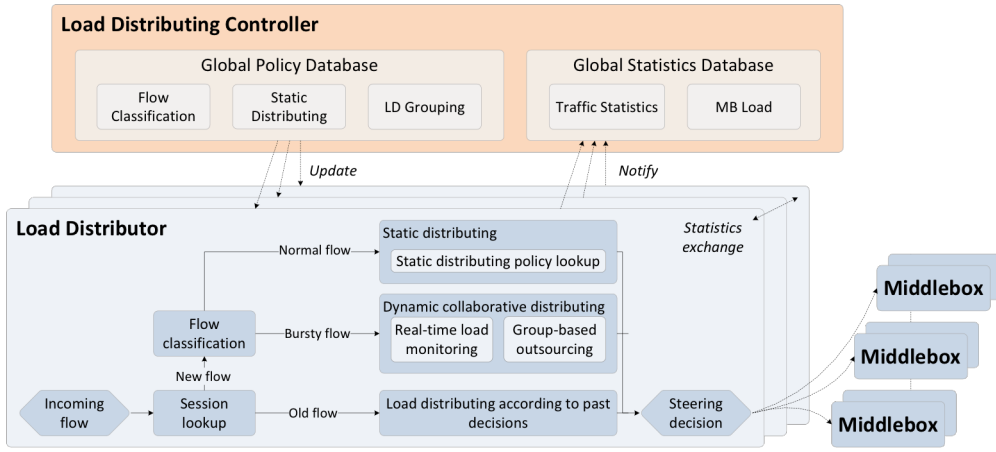 Load Distributing Controller
Global Policy Database
Flow
Classification
Static
Distributing
LD Grouping
Global Statistics Database
Traffic Statistics
MB Load
Update
Notify
Load Distributor
Statistics
exchange
Normal flow
Static distributing
Static distributing policy lookup
Flow
classification
Bursty flow
Dynamic collaborative distributing
Real-time load
monitoring
Group-based
outsourcing
New flow
Incoming
flow
Session
lookup
Old flow
Load distributing according to past
decisions
Steering
decision
Middlebox
Middlebox
Middlebox